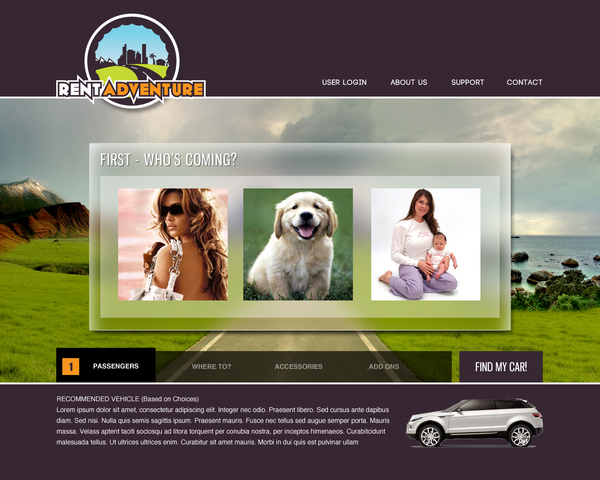 RENTADVENTURE
USER LOGIN ABOUT US SUPPORT CONTACT
FIRST - WHO'S COMING?
1 PASSENGERS WHERE TO? ACCESSORIES ADD ONS FIND MY CAR!
RECOMMENDED VEHICLE (Based on Choices)
Lorem ipsum dolor sit amet, consectetur adipiscing elit. Integer nec odio. Praesent libero. Sed cursus ante dapibus
diam. Sed nisi. Nulla quis semis sagittis ipsum. Praesent mauris. Fusce nec tellus sed augue semper porta. Mauris
massa. Velass aptent taciti sociosqu ad litora torquent per conubia nostra, per inceptos himenaeos. Curabitcidunt
malesuada tellus. Ut ultrices ultrices enim. Curabitur sit amet mauris. Morbi in dui quis est pulvinar ullam